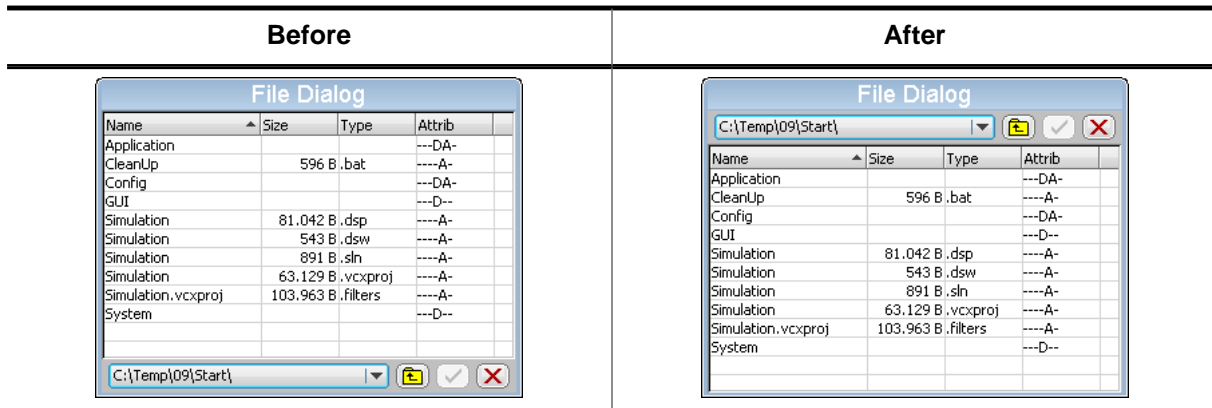 Before After
File Dialog
Name Size Type Attrib
Application ---DA-
CleanUp 596 B .bat ----A-
Config ---DA-
GUI ---D--
Simulation 81.042 B .dsp ----A-
Simulation 543 B .dsw ----A-
Simulation 891 B .sln ----A-
Simulation 63.129 B .vcxproj ----A-
Simulation.vcxproj 103.963 B .filters ----A-
System ---D--
C:\Temp\09\Start\
File Dialog
C:\Temp\09\Start\
Name Size Type Attrib
Application ---DA-
CleanUp 596 B .bat ----A-
Config ---DA-
GUI ---D--
Simulation 81.042 B .dsp ----A-
Simulation 543 B .dsw ----A-
Simulation 891 B .sln ----A-
Simulation 63.129 B .vcxproj ----A-
Simulation.vcxproj 103.963 B .filters ----A-
System ---D--